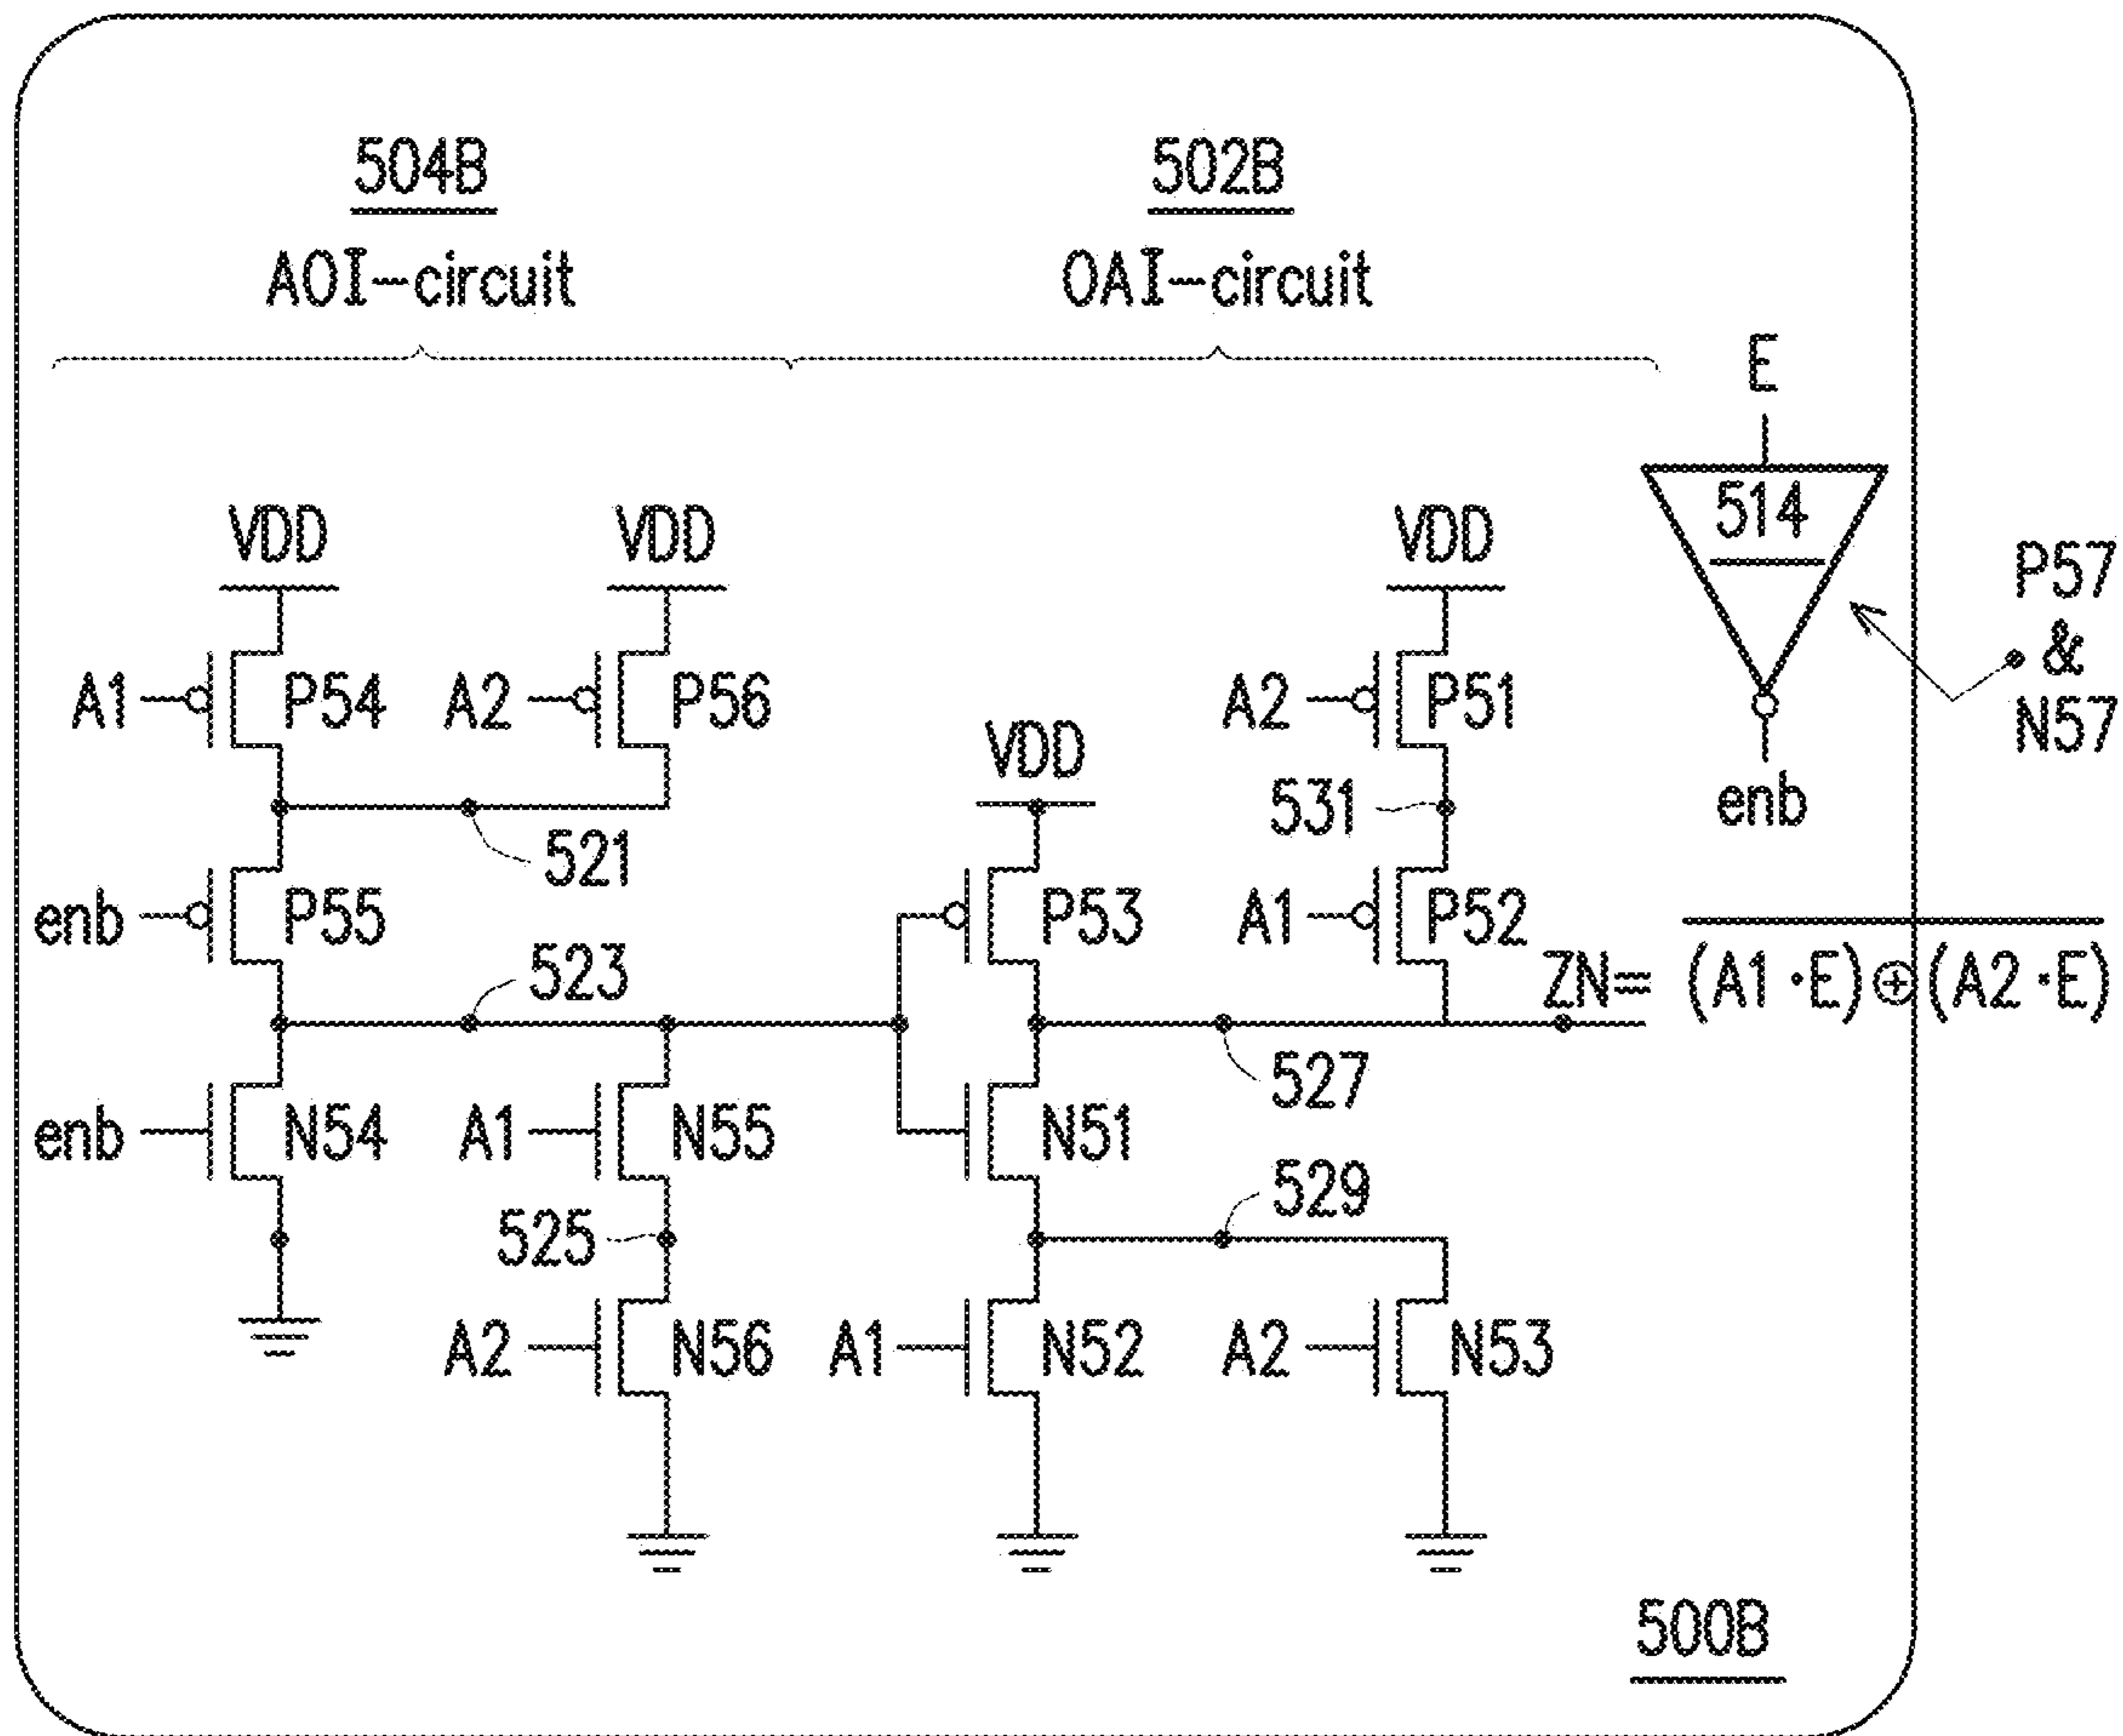 504B
502B
AOI-circuit
OAI-circuit
E
514
P57
&
N57
enb
VDD
VDD
VDD
A1
P54
A2
P56
A2
P51
VDD
531
521
enb
P55
P53
A1
P52
523
ZN= (A1·E)⊕(A2·E)
527
enb
N54
A1
N55
N51
525
529
A2
N56
A1
N52
A2
N53
500B